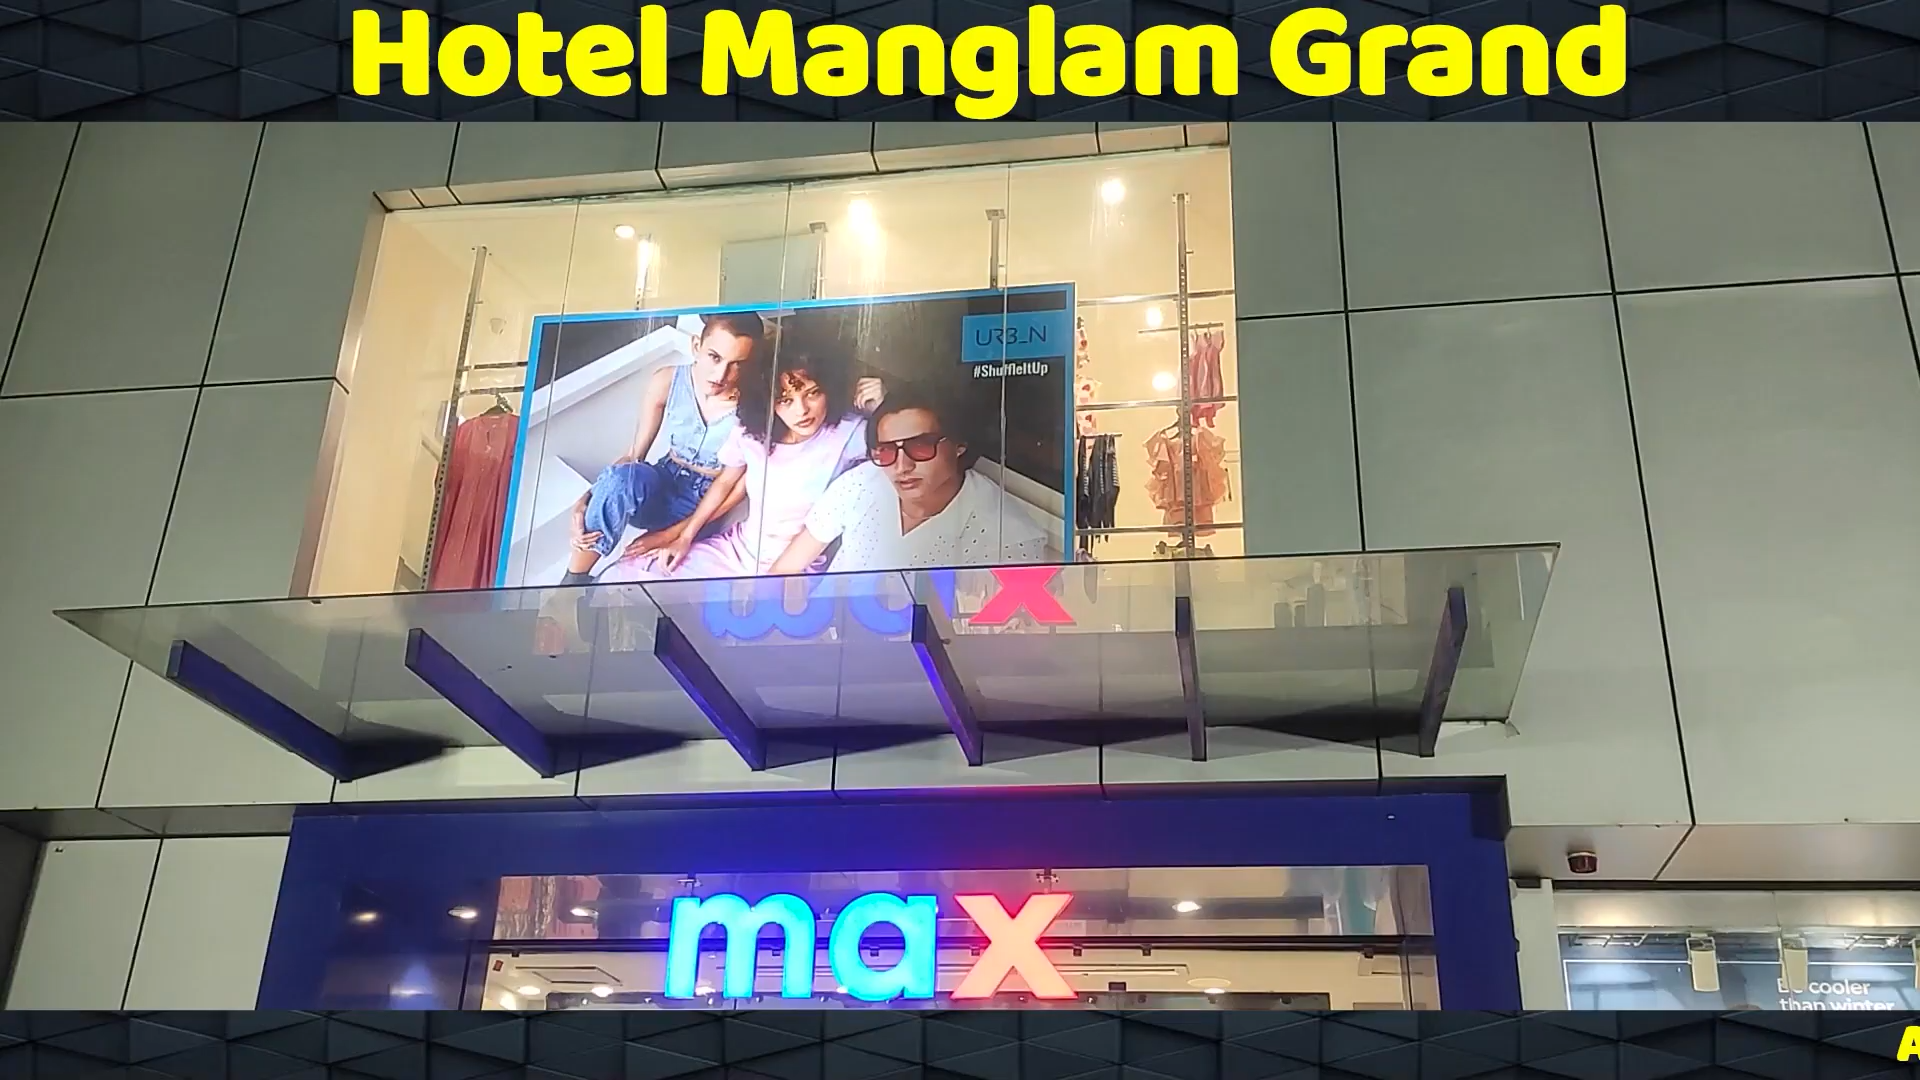 Hotel Manglam Grand
URB_N
#ShuffleItUp
max
max
cooler
than winter
A